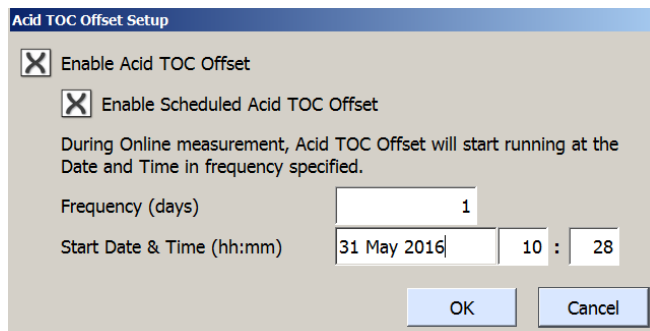 Acid TOC Offset Setup
Enable Acid TOC Offset
Enable Scheduled Acid TOC Offset
During Online measurement, Acid TOC Offset will start running at the
Date and Time in frequency specified.
Frequency (days) 1
Start Date & Time (hh:mm) 31 May 2016 10 : 28
OK Cancel